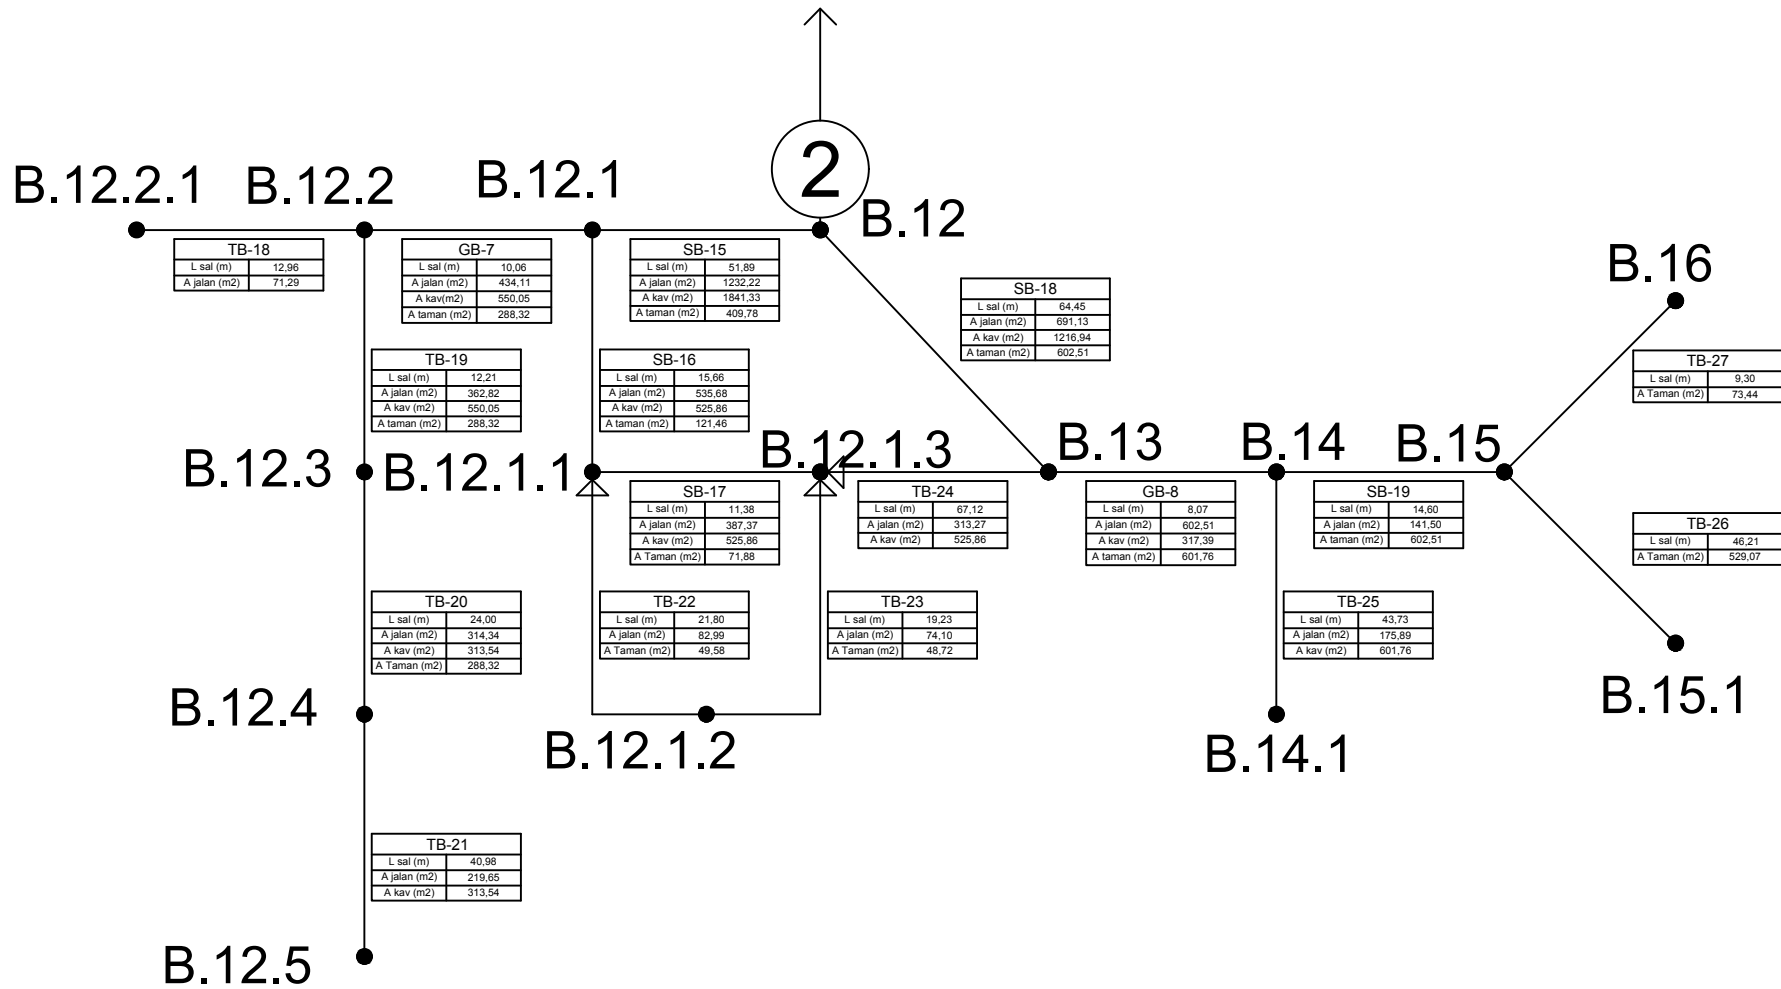 2
B.12.2.1
B.12.2
B.12.1
B.12
TB-18
L sal (m) 12,96
A jalan (m2) 71,29
GB-7
L sal (m) 10,06
A jalan (m2) 434,11
A kav(m2) 550,05
A taman (m2) 288,32
SB-15
L sal (m) 51,89
A jalan (m2) 1232,22
A kav (m2) 1841,33
A taman (m2) 409,78
SB-18
L sal (m) 64,45
A jalan (m2) 691,13
A kav (m2) 1216,94
A taman (m2) 602,51
B.16
TB-19
L sal (m) 12,21
A jalan (m2) 362,82
A kav (m2) 550,05
A taman (m2) 288,32
SB-16
L sal (m) 15,66
A jalan (m2) 535,68
A kav (m2) 525,86
A taman (m2) 121,46
TB-27
L sal (m) 9,30
A Taman (m2) 73,44
B.12.3
B.12.1.1
B.12.1.3
B.13
B.14
B.15
SB-17
L sal (m) 11,38
A jalan (m2) 387,37
A kav (m2) 525,86
A Taman (m2) 71,88
TB-24
L sal (m) 67,12
A jalan (m2) 313,27
A kav (m2) 525,86
GB-8
L sal (m) 8,07
A jalan (m2) 602,51
A kav (m2) 317,39
A taman (m2) 601,76
SB-19
L sal (m) 14,60
A jalan (m2) 141,50
A taman (m2) 602,51
TB-26
L sal (m) 46,21
A Taman (m2) 529,07
TB-20
L sal (m) 24,00
A jalan (m2) 314,34
A kav (m2) 313,54
A Taman (m2) 288,32
TB-22
L sal (m) 21,80
A jalan (m2) 82,99
A Taman (m2) 49,58
TB-23
L sal (m) 19,23
A jalan (m2) 74,10
A Taman (m2) 48,72
TB-25
L sal (m) 43,73
A jalan (m2) 175,89
A kav (m2) 601,76
B.12.4
B.12.1.2
B.14.1
B.15.1
TB-21
L sal (m) 40,98
A jalan (m2) 219,65
A kav (m2) 313,54
B.12.5